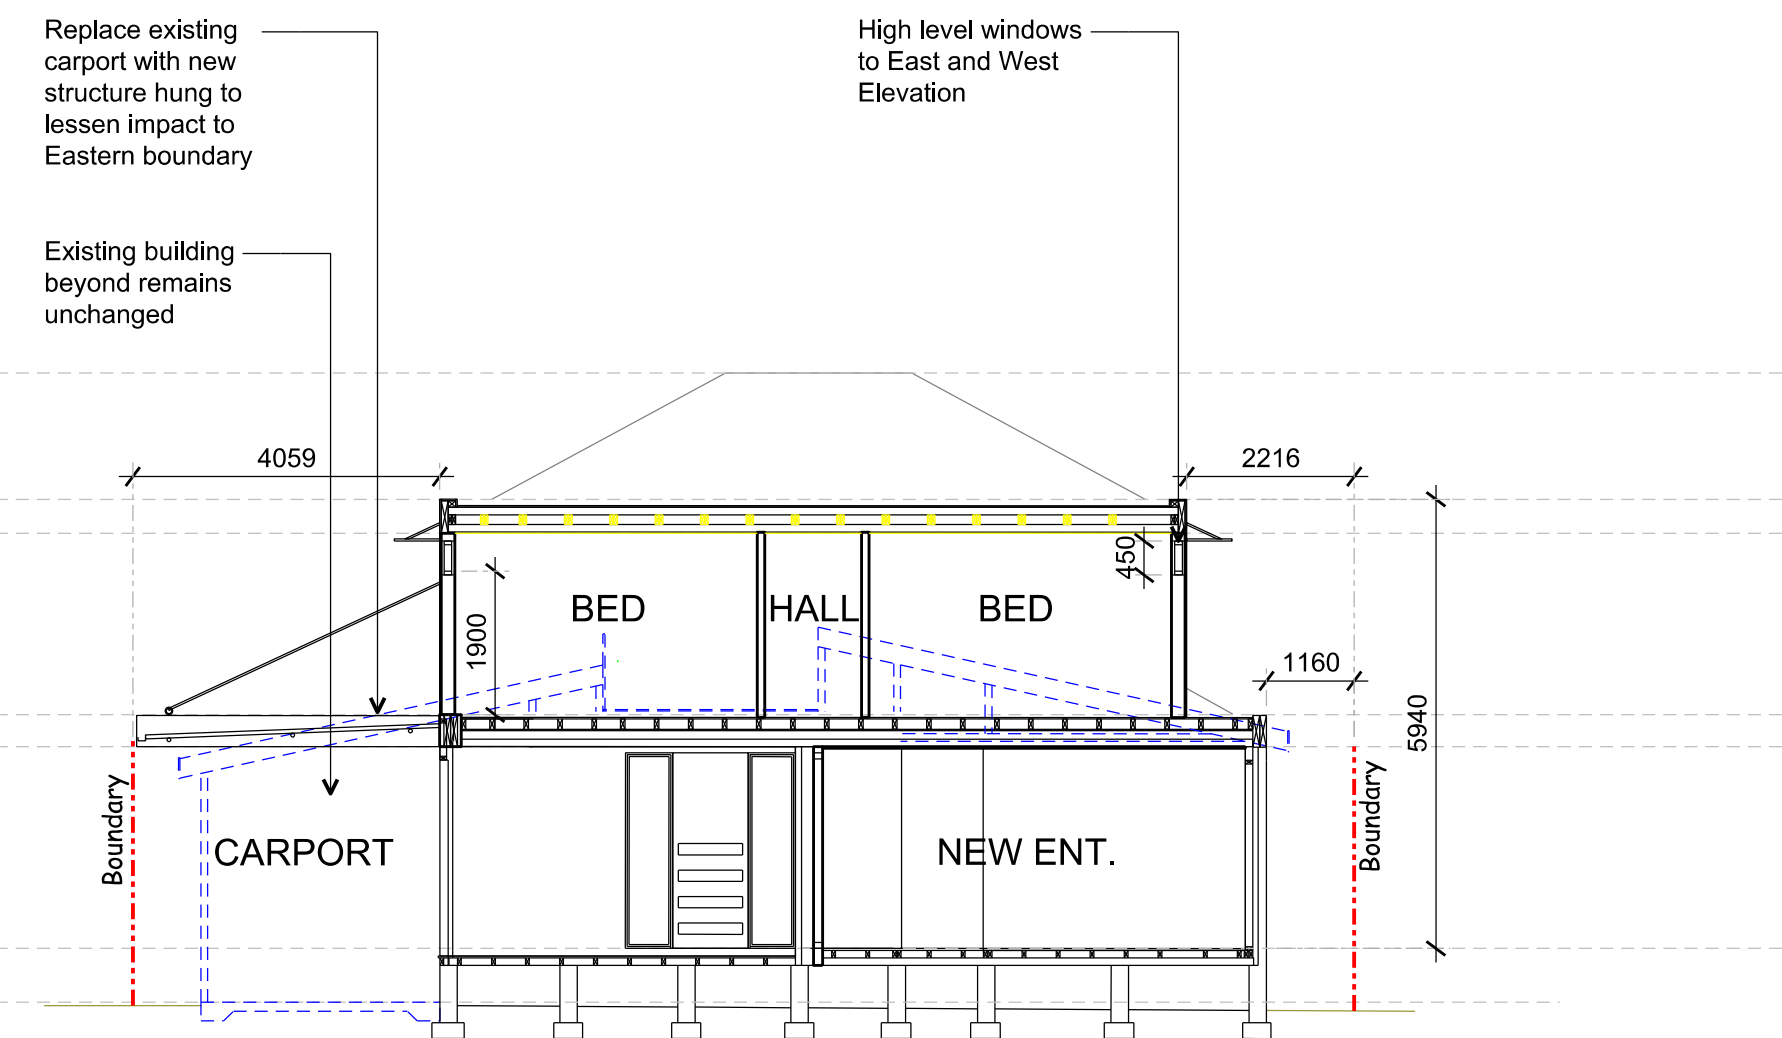 Replace existing
carport with new
structure hung to
lessen impact to
Eastern boundary
High level windows
to East and West
Elevation
Existing building
beyond remains
unchanged
4059
2216
450
BED
HALL
BED
1900
1160
5940
Boundary
CARPORT
NEW ENT.
Boundary